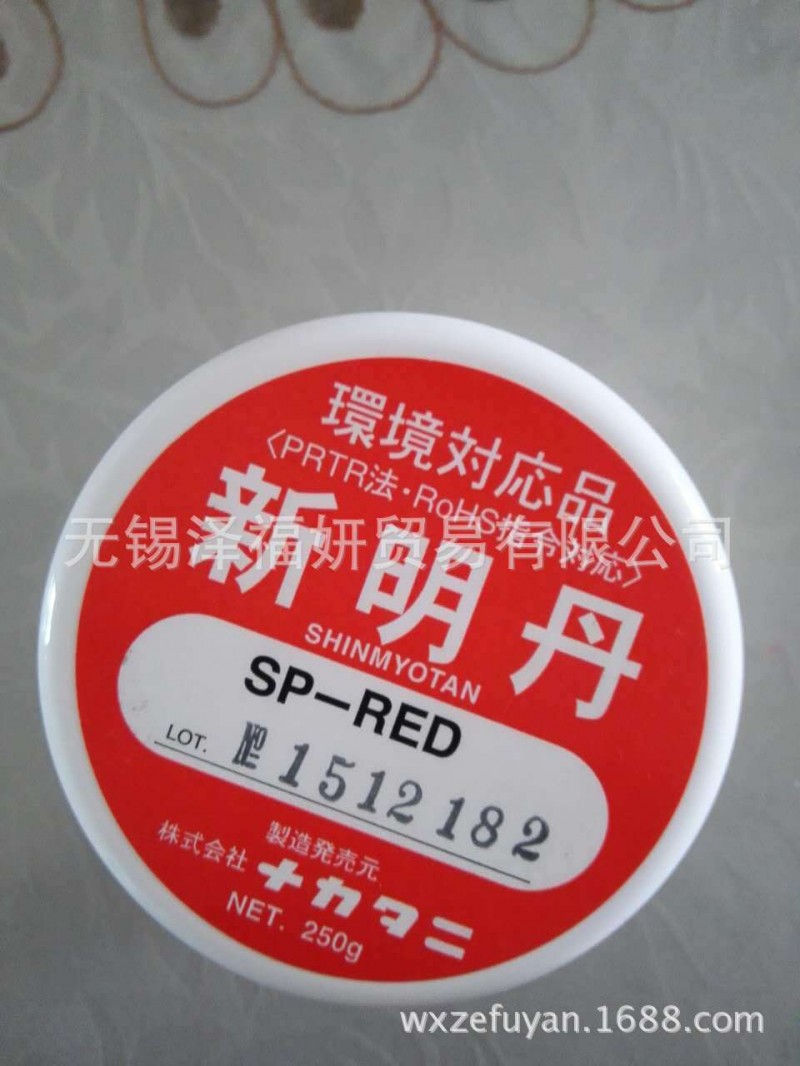 環境対応品
〈PRTR法・RoHS指令対応〉
無锡泽福妍贸易有限公司
新明丹
SHINMYOTAN
SP-RED
LOT. № 1512182
製造発売元
株式会社 ナカタニ
NET. 250g
wxzefuyan.1688.com